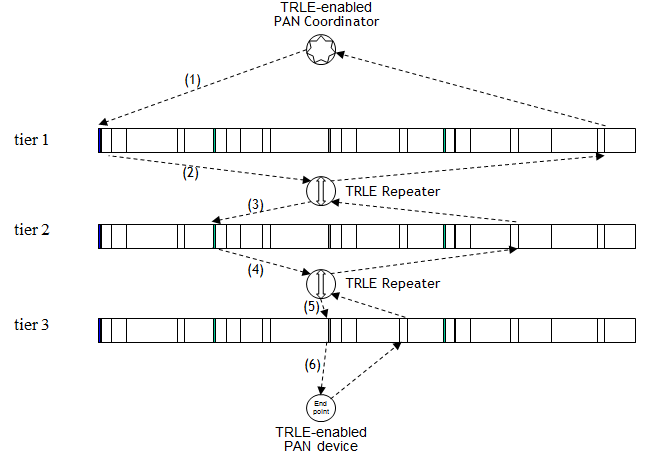 TRLE-enabled
PAN Coordinator
(1)
tier 1
(2)
TRLE Repeater
(3)
tier 2
(4)
TRLE Repeater
(5)
tier 3
(6)
End
point
TRLE-enabled
PAN device